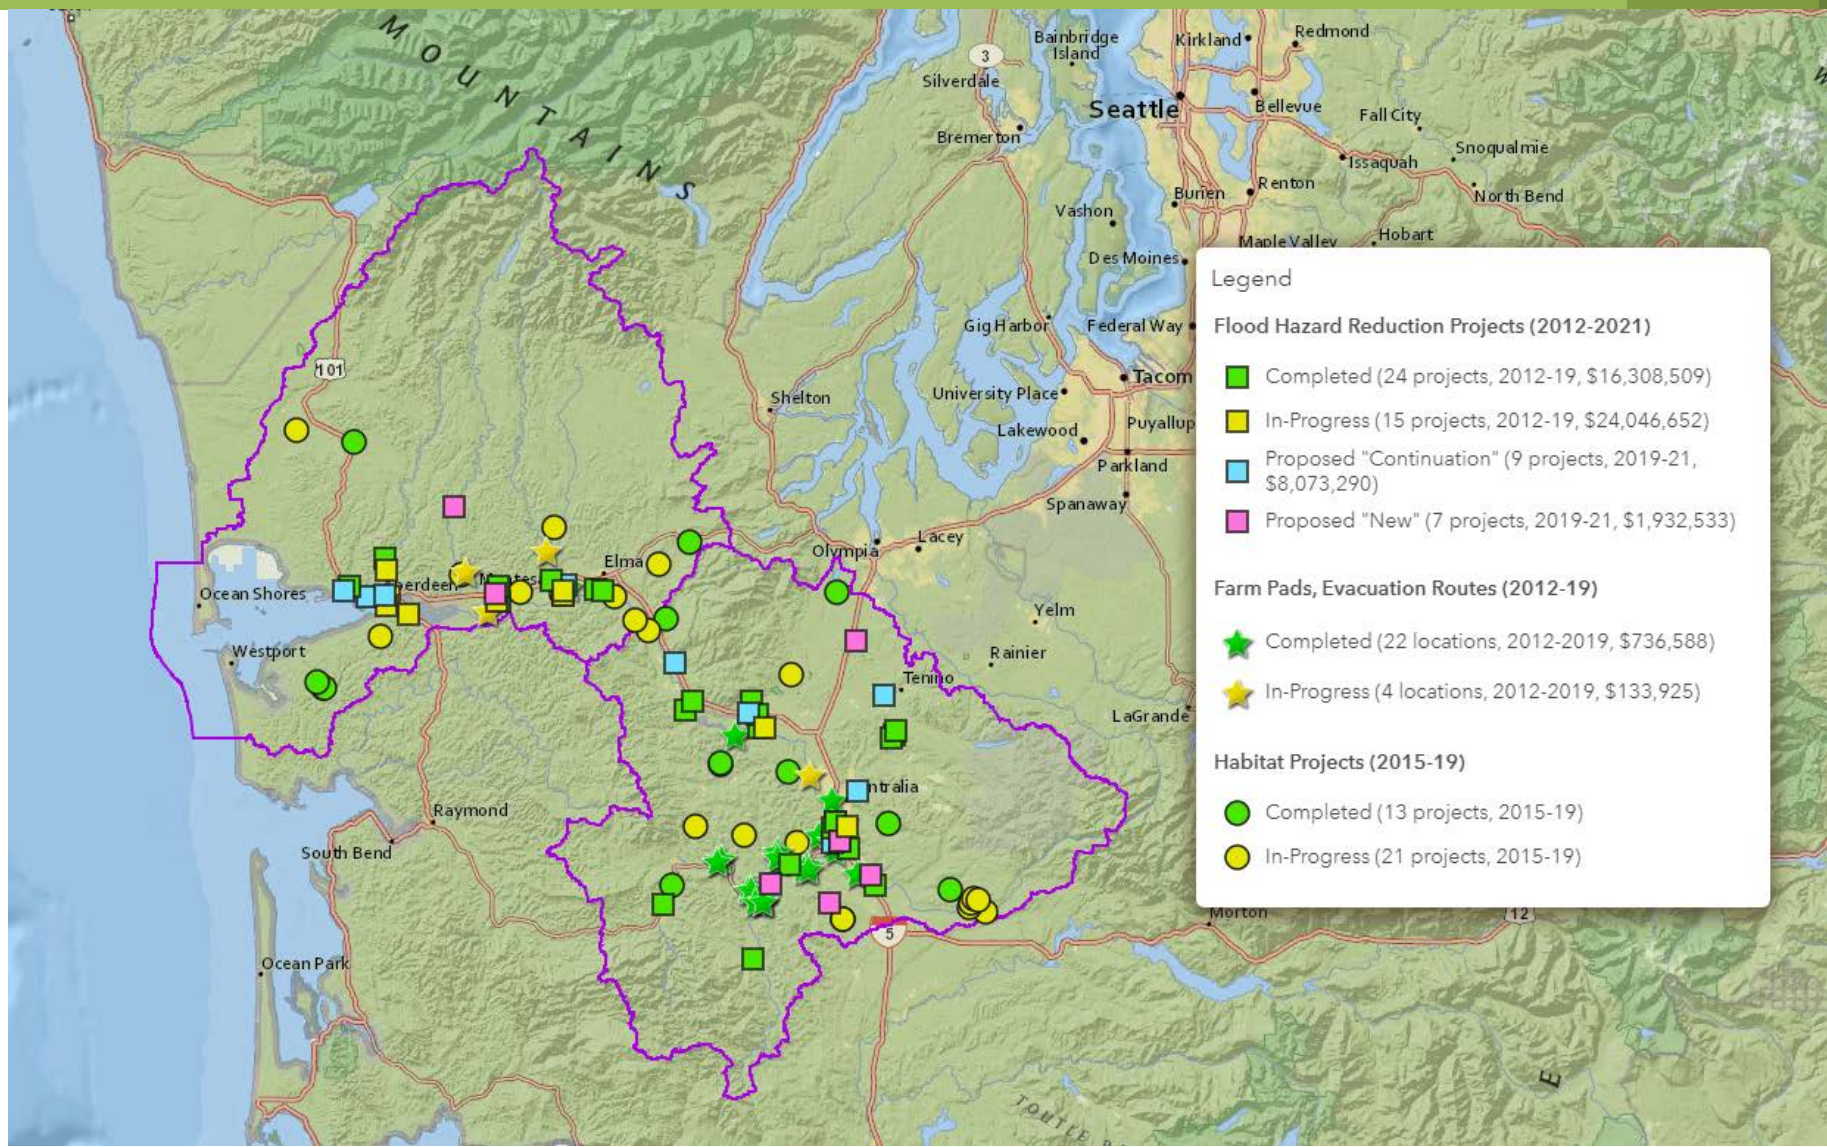 MOUNTAINS
3
Bainbridge
Island
Kirkland
Redmond
Silverdale
Seattle
Bellevue
Fall City
Bremerton
Issaquah
Snoqualmie
Burien
Renton
North Bend
Vashon
Maple Valley
Hobart
Des Moines
Gig Harbor
Federal Way
101
Tacom
University Place
Shelton
Puyallup
Lakewood
Parkland
Spanaway
Olympia
Lacey
Elma
berdeen
Montes
Ocean Shores
Yelm
Westport
Rainier
Tenino
LaGrande
ntralia
Raymond
South Bend
Morton
12
5
Ocean Park
E
TOUTLE
Legend
Flood Hazard Reduction Projects (2012-2021)
Completed (24 projects, 2012-19, $16,308,509)
In-Progress (15 projects, 2012-19, $24,046,652)
Proposed "Continuation" (9 projects, 2019-21,
$8,073,290)
Proposed "New" (7 projects, 2019-21, $1,932,533)
Farm Pads, Evacuation Routes (2012-19)
Completed (22 locations, 2012-2019, $736,588)
In-Progress (4 locations, 2012-2019, $133,925)
Habitat Projects (2015-19)
Completed (13 projects, 2015-19)
In-Progress (21 projects, 2015-19)